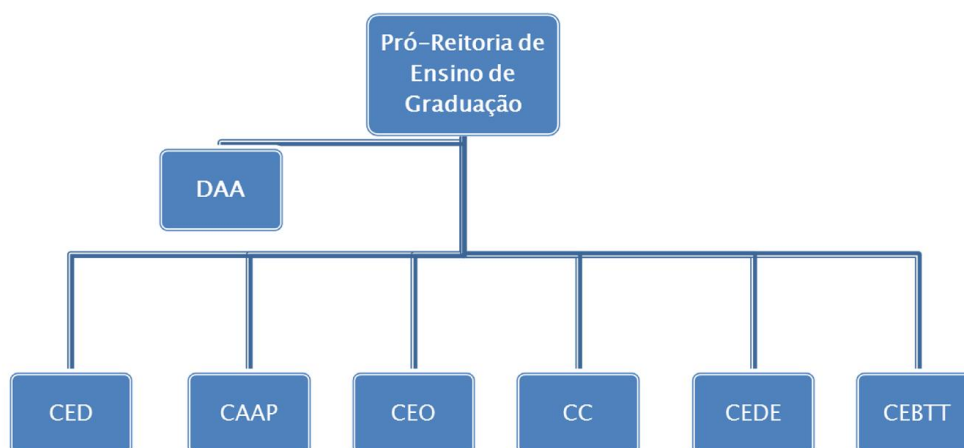 Pró-Reitoria de
Ensino de
Graduação
DAA
CED
CAAP
CEO
CC
CEDE
CEBTT